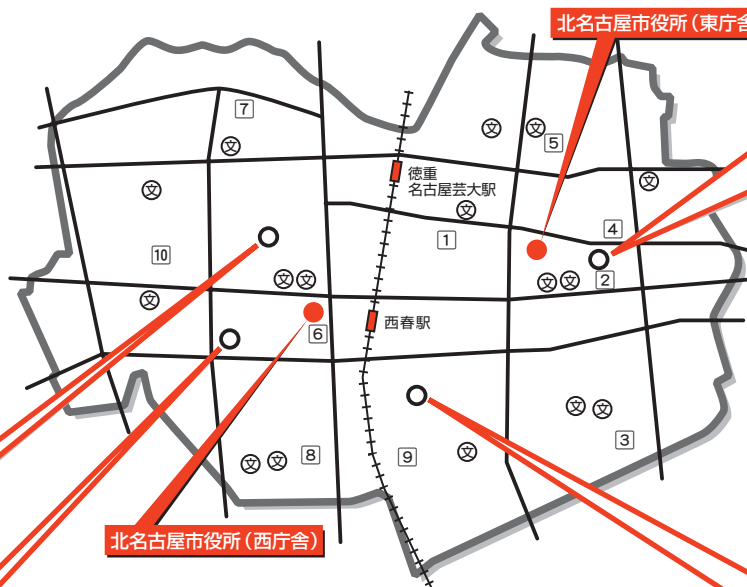 北名古屋市役所（東庁舎
7
文
文
文
5
文
徳重
名古屋芸大駅
文
文
4
1
10
2
文
文
文
文
文
6
西春駅
文
文
3
文
文
8
9
文
北名古屋市役所（西庁舎）